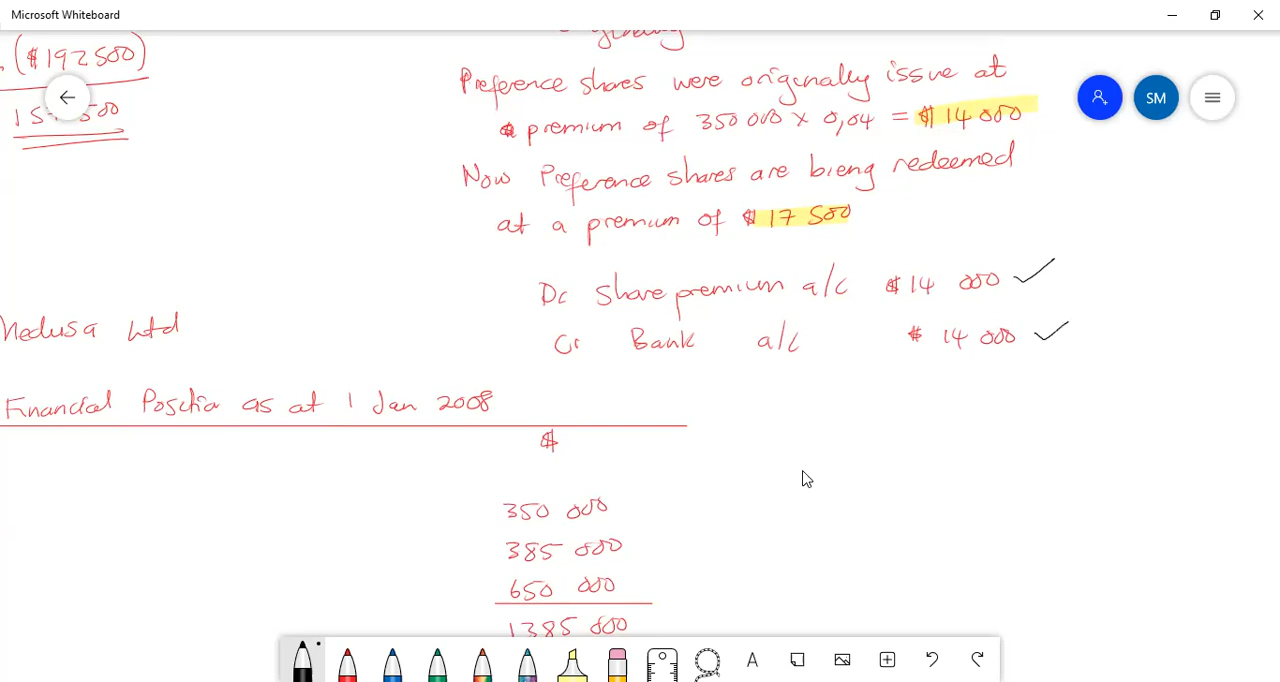 Microsoft Whiteboard
($192 500)
Preference shares were originally issue at
a premium of 350 000 x 0,04 = $ 14 000
Now Preference shares are bieng redeemed
at a premium of $ 17 500
Dr Share premium a/c $ 14 000 ✓
Cr Bank a/c $ 14 000 ✓
Medusa Ltd
Financial Position as at 1 Jan 2008
$
350 000
385 000
650 000
1385 000
SM
A